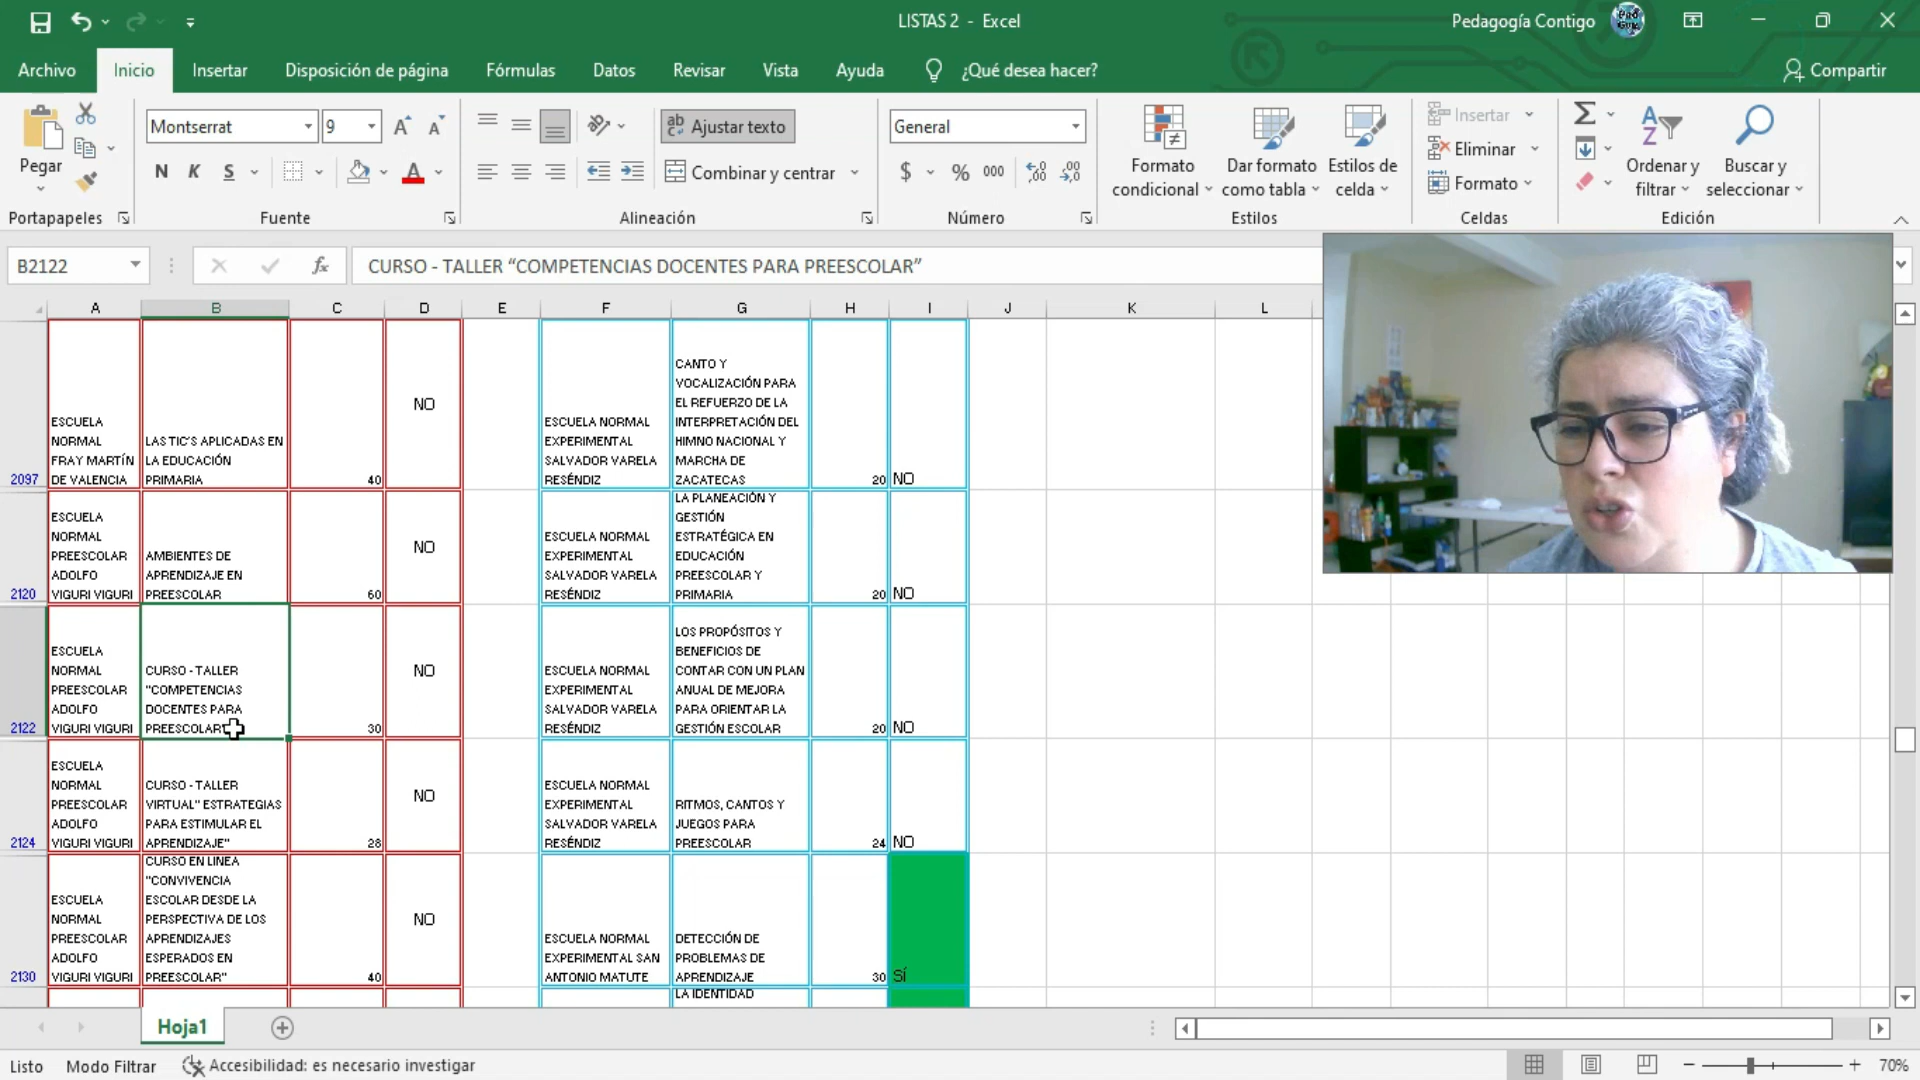 LISTAS 2 - Excel
Pedagogía Contigo
Archivo
Inicio
Insertar
Disposición de página
Fórmulas
Datos
Revisar
Vista
Ayuda
¿Qué desea hacer?
Compartir
Pegar
Portapapeles
Montserrat
9
N K S
Fuente
Ajustar texto
Combinar y centrar
Alineación
General
$ % 000
Número
Formato
condicional
Dar formato
como tabla
Estilos de
celda
Estilos
Insertar
Eliminar
Formato
Celdas
Ordenar y
filtrar
Buscar y
seleccionar
Edición
B2122
fx
CURSO - TALLER “COMPETENCIAS DOCENTES PARA PREESCOLAR”
A B C D E F G H I J K L
2097
ESCUELA
NORMAL
FRAY MARTÍN
DE VALENCIA
LAS TIC'S APLICADAS EN
LA EDUCACIÓN
PRIMARIA
40
NO
ESCUELA NORMAL
EXPERIMENTAL
SALVADOR VARELA
RESÉNDIZ
CANTO Y
VOCALIZACIÓN PARA
EL REFUERZO DE LA
INTERPRETACIÓN DEL
HIMNO NACIONAL Y
MARCHA DE
ZACATECAS
20
NO
2120
ESCUELA
NORMAL
PREESCOLAR
ADOLFO
VIGURI VIGURI
AMBIENTES DE
APRENDIZAJE EN
PREESCOLAR
60
NO
ESCUELA NORMAL
EXPERIMENTAL
SALVADOR VARELA
RESÉNDIZ
LA PLANEACIÓN Y
GESTIÓN
ESTRATÉGICA EN
EDUCACIÓN
PREESCOLAR Y
PRIMARIA
20
NO
2122
ESCUELA
NORMAL
PREESCOLAR
ADOLFO
VIGURI VIGURI
CURSO - TALLER
“COMPETENCIAS
DOCENTES PARA
PREESCOLAR
30
NO
ESCUELA NORMAL
EXPERIMENTAL
SALVADOR VARELA
RESÉNDIZ
LOS PROPÓSITOS Y
BENEFICIOS DE
CONTAR CON UN PLAN
ANUAL DE MEJORA
PARA ORIENTAR LA
GESTIÓN ESCOLAR
20
NO
2124
ESCUELA
NORMAL
PREESCOLAR
ADOLFO
VIGURI VIGURI
CURSO - TALLER
VIRTUAL" ESTRATEGIAS
PARA ESTIMULAR EL
APRENDIZAJE"
28
NO
ESCUELA NORMAL
EXPERIMENTAL
SALVADOR VARELA
RESÉNDIZ
RITMOS, CANTOS Y
JUEGOS PARA
PREESCOLAR
24
NO
2130
ESCUELA
NORMAL
PREESCOLAR
ADOLFO
VIGURI VIGURI
CURSO EN LINEA
"CONVIVENCIA
ESCOLAR DESDE LA
PERSPECTIVA DE LOS
APRENDIZAJES
ESPERADOS EN
PREESCOLAR"
40
NO
ESCUELA NORMAL
EXPERIMENTAL SAN
ANTONIO MATUTE
DETECCIÓN DE
PROBLEMAS DE
APRENDIZAJE
30
SÍ
LA IDENTIDAD
Hoja1
Listo
Modo Filtrar
Accesibilidad: es necesario investigar
70%